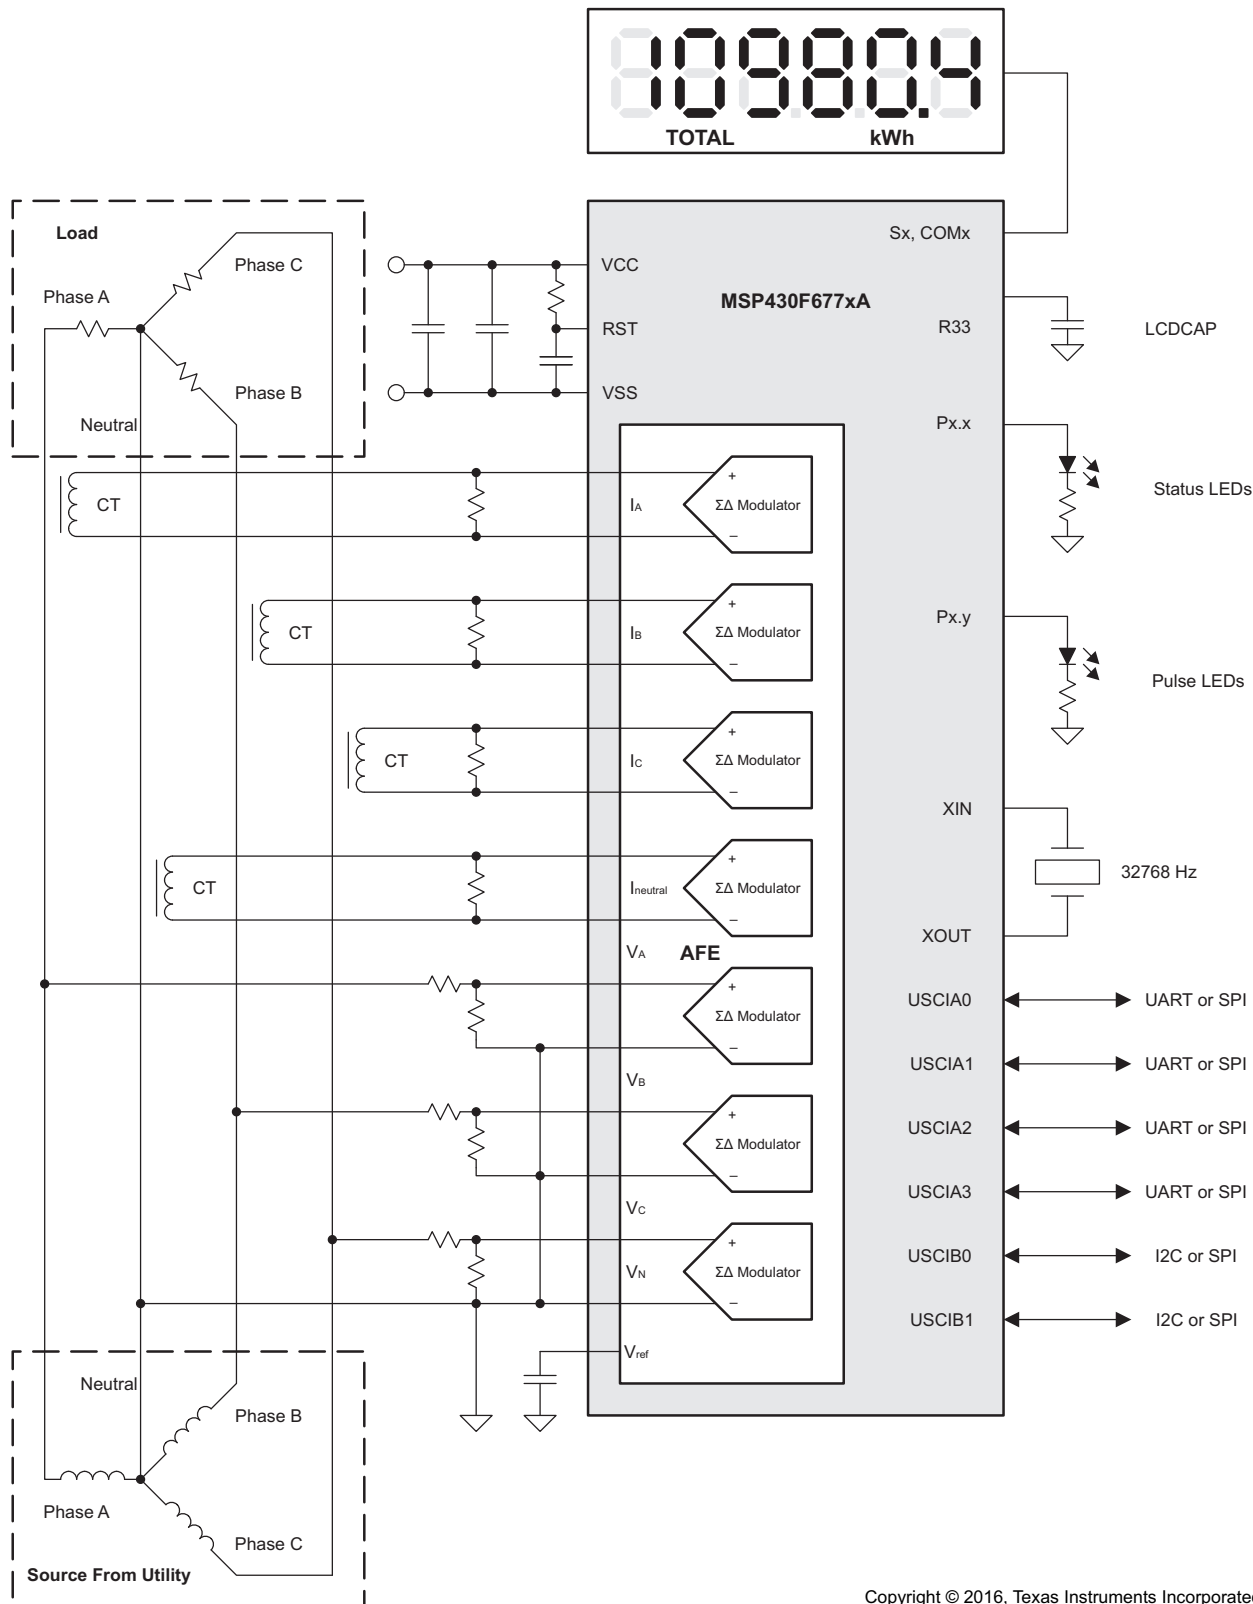 10980.4
TOTAL kWh
Load
Phase C
Phase A
Phase B
Neutral
VCC
RST
VSS
MSP430F677xA
Sx, COMx
R33
LCDCAP
Px.x
Status LEDs
Px.y
Pulse LEDs
XIN
32768 Hz
XOUT
USCIA0 UART or SPI
USCIA1 UART or SPI
USCIA2 UART or SPI
USCIA3 UART or SPI
USCIB0 I2C or SPI
USCIB1 I2C or SPI
CT
IA
+
ΣΔ Modulator
–
CT
IB
+
ΣΔ Modulator
–
CT
IC
+
ΣΔ Modulator
–
CT
Ineutral
+
ΣΔ Modulator
–
VA AFE
+
ΣΔ Modulator
–
VB
+
ΣΔ Modulator
–
VC
+
VN ΣΔ Modulator
–
Vref
Neutral
Phase B
Phase A
Phase C
Source From Utility
Copyright © 2016, Texas Instruments Incorporated